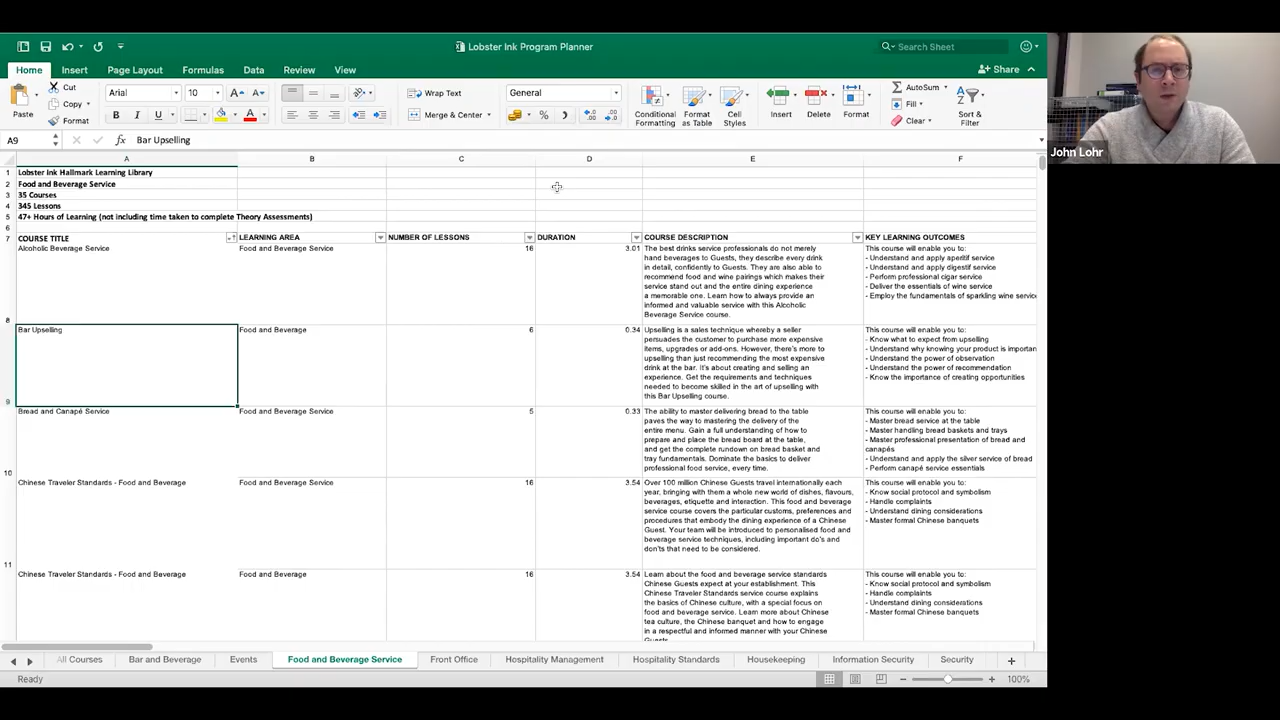 Lobster Ink Program Planner
Search Sheet
Home Insert Page Layout Formulas Data Review View
Share
Cut
Copy
Format
Paste
Arial 10
Wrap Text
Merge & Center
General
Conditional Formatting
Format as Table
Cell Styles
Insert Delete Format
AutoSum
Fill
Clear
Sort & Filter
John Lohr
A9 fx Bar Upselling
A B C D E F
1 Lobster Ink Hallmark Learning Library
2 Food and Beverage Service
3 35 Courses
4 345 Lessons
5 47+ Hours of Learning (not including time taken to complete Theory Assessments)
6
7 COURSE TITLE LEARNING AREA NUMBER OF LESSONS DURATION COURSE DESCRIPTION KEY LEARNING OUTCOMES
8 Alcoholic Beverage Service Food and Beverage Service 16 3.01
The best drinks service professionals do not merely
hand beverages to Guests, they describe every drink
in detail, confidently to Guests. They are also able to
recommend food and wine pairings which makes their
service stand out and the entire dining experience
a memorable one. Learn how to always provide an
informed and valuable service with this Alcoholic
Beverage Service course.
This course will enable you to:
- Understand and apply aperitif service
- Understand and apply digestif service
- Perform professional cigar service
- Deliver the essentials of wine service
- Employ the fundamentals of sparkling wine service
9 Bar Upselling Food and Beverage 6 0.34
Upselling is a sales technique whereby a seller
persuades the customer to purchase more expensive
items, upgrades or add-ons. However, there's more to
upselling than just recommending the most expensive
drink at the bar. It's about creating and selling an
experience. Get the requirements and techniques
needed to become skilled in the art of upselling with
this Bar Upselling course.
This course will enable you to:
- Know what to expect from upselling
- Understand why knowing your product is importan
- Understand the power of observation
- Understand the power of recommendation
- Know the importance of creating opportunities
10 Bread and Canapé Service Food and Beverage Service 5 0.33
The ability to master delivering bread to the table
paves the way to mastering the delivery of the
entire menu. Gain a full understanding of how to
prepare and place the bread board at the table,
and get the complete rundown on bread basket and
tray fundamentals. Dominate the basics to deliver
professional food service, every time.
This course will enable you to:
- Master bread service at the table
- Master handling bread baskets and trays
- Master professional presentation of bread and
canapés
- Understand and apply the silver service of bread
- Perform canapé service essentials
11 Chinese Traveler Standards - Food and Beverage Food and Beverage Service 16 3.54
Over 100 million Chinese Guests travel internationally each
year, bringing with them a whole new world of dishes, flavours,
beverages, etiquette and interaction. This food and beverage
service course covers the particular customs, preferences and
procedures that embody the dining experience of a Chinese
Guest. Your team will be introduced to personalised food and
beverage service techniques, including important do's and
don'ts that need to be considered.
This course will enable you to:
- Know social protocol and symbolism
- Handle complaints
- Understand dining considerations
- Master formal Chinese banquets
Chinese Traveler Standards - Food and Beverage Food and Beverage 16 3.54
Learn about the food and beverage service standards
Chinese Guests expect at your establishment. This
Chinese Traveler Standards service course explains
the basics of Chinese culture, with a special focus on
food and beverage service. Learn more about Chinese
tea culture, the Chinese banquet and how to engage
in a respectful and informed manner with your Chinese
Guests.
This course will enable you to:
- Know social protocol and symbolism
- Handle complaints
- Understand dining considerations
- Master formal Chinese banquets
All Courses Bar and Beverage Events Food and Beverage Service Front Office Hospitality Management Hospitality Standards Housekeeping Information Security Security
Ready 100%